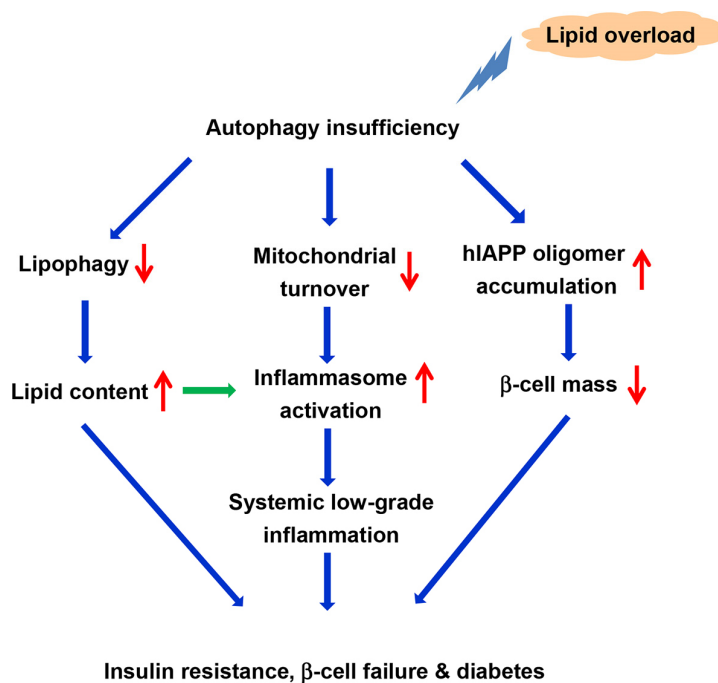 Lipid overload
Autophagy insufficiency
Lipophagy
Mitochondrial
turnover
hIAPP oligomer
accumulation
Lipid content
Inflammasome
activation
β-cell mass
Systemic low-grade
inflammation
Insulin resistance, β-cell failure & diabetes